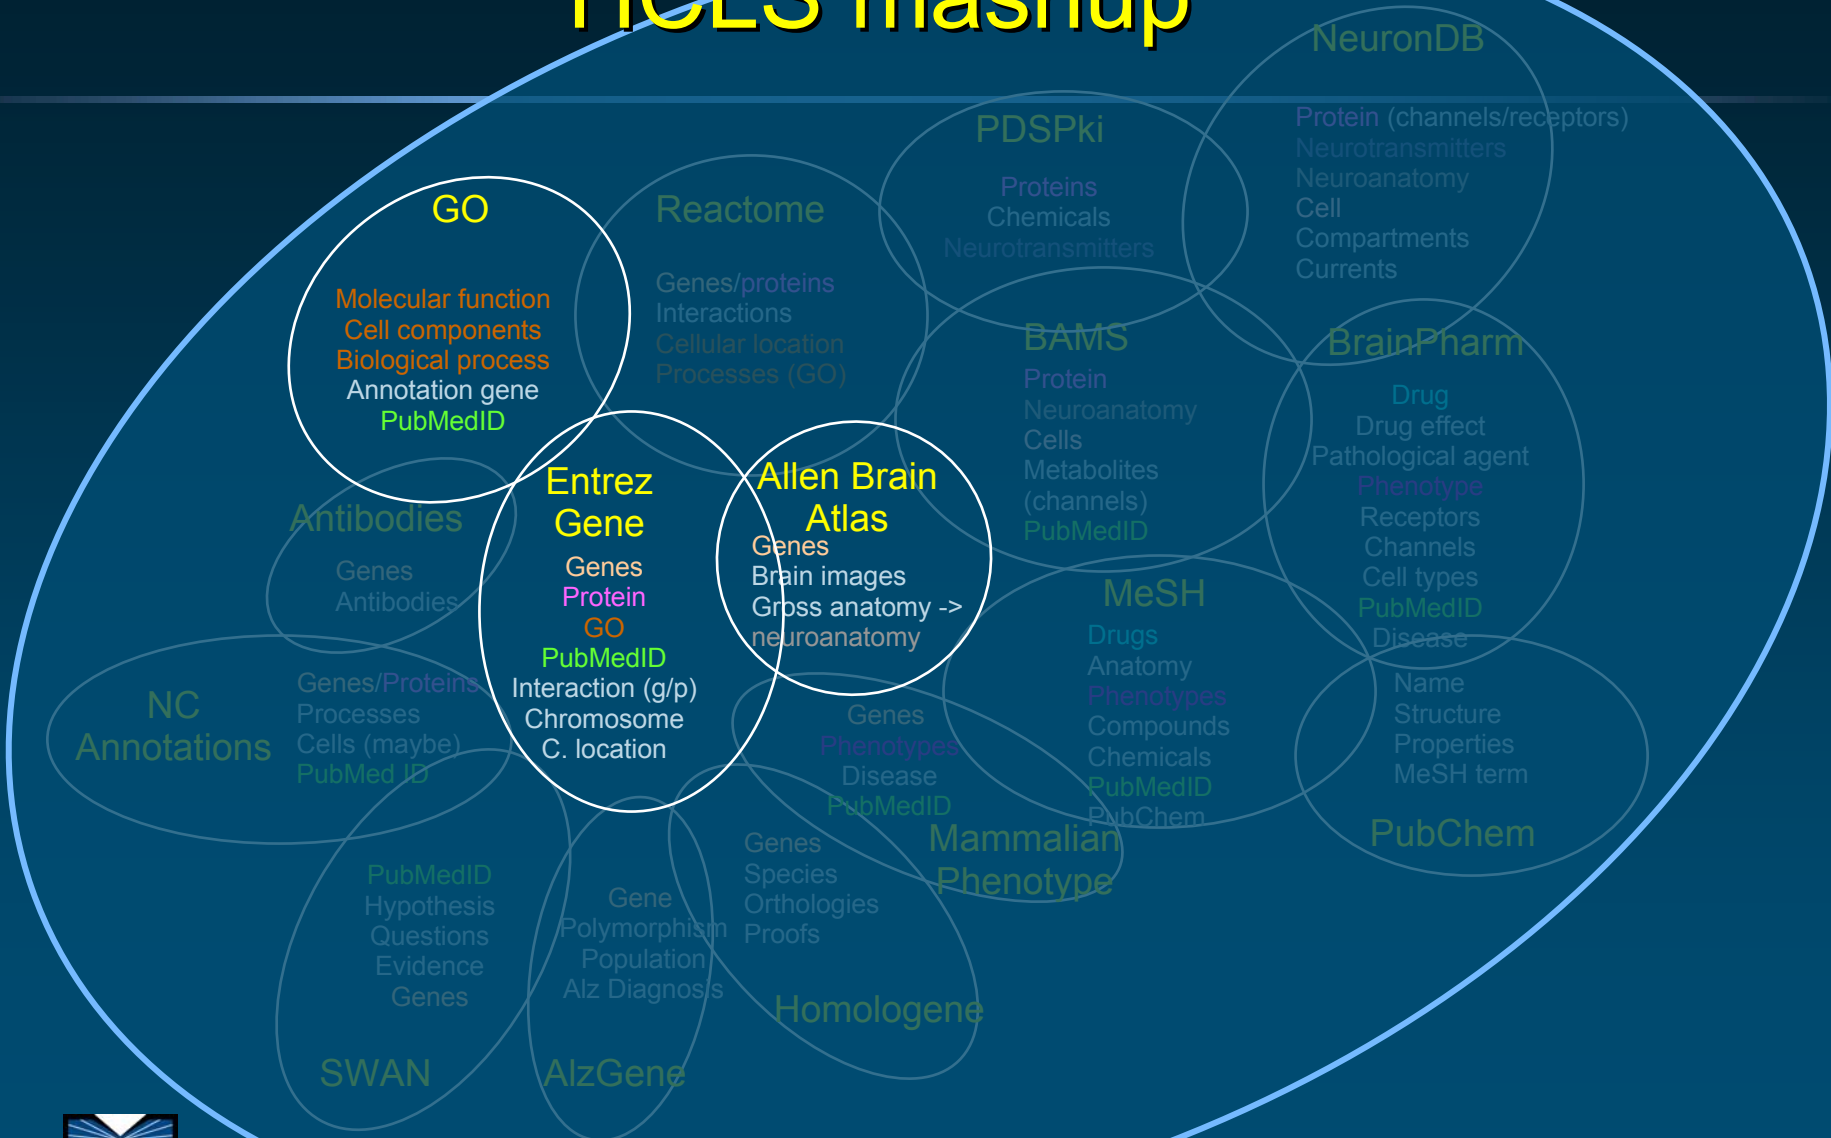 HCLS mashup
NeuronDB
Protein (channels/receptors)
Neurotransmitters
Neuroanatomy
Cell
Compartments
Currents
PDSPki
Proteins
Chemicals
Neurotransmitters
GO
Molecular function
Cell components
Biological process
Annotation gene
PubMedID
Reactome
Genes/proteins
Interactions
Cellular location
Processes (GO)
BAMS
Protein
Neuroanatomy
Cells
Metabolites
(channels)
PubMedID
BrainPharm
Drug
Drug effect
Pathological agent
Phenotype
Receptors
Channels
Cell types
PubMedID
Disease
Antibodies
Genes
Antibodies
Entrez
Gene
Genes
Protein
GO
PubMedID
Interaction (g/p)
Chromosome
C. location
Allen Brain
Atlas
Genes
Brain images
Gross anatomy ->
neuroanatomy
MeSH
Drugs
Anatomy
Phenotypes
Compounds
Chemicals
PubMedID
PubChem
NC
Annotations
Genes/Proteins
Processes
Cells (maybe)
PubMed ID
Genes
Phenotypes
Disease
PubMedID
Mammalian
Phenotype
Name
Structure
Properties
MeSH term
PubChem
PubMedID
Hypothesis
Questions
Evidence
Genes
SWAN
Gene
Polymorphism
Population
Alz Diagnosis
AlzGene
Genes
Species
Orthologies
Proofs
Homologene